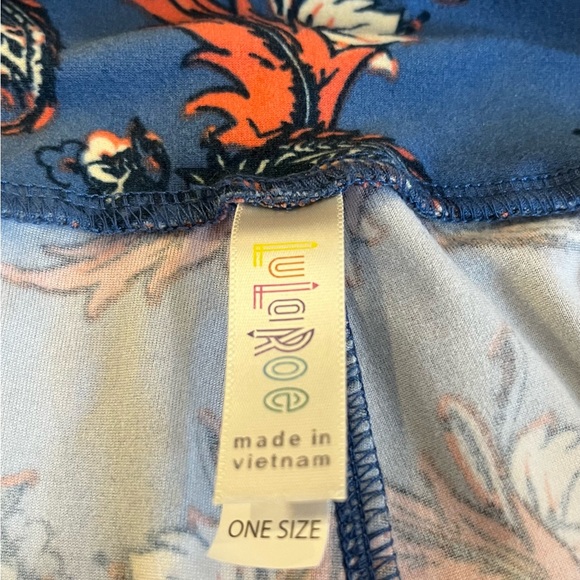 LuLaRoe
made in
vietnam
ONE SIZE